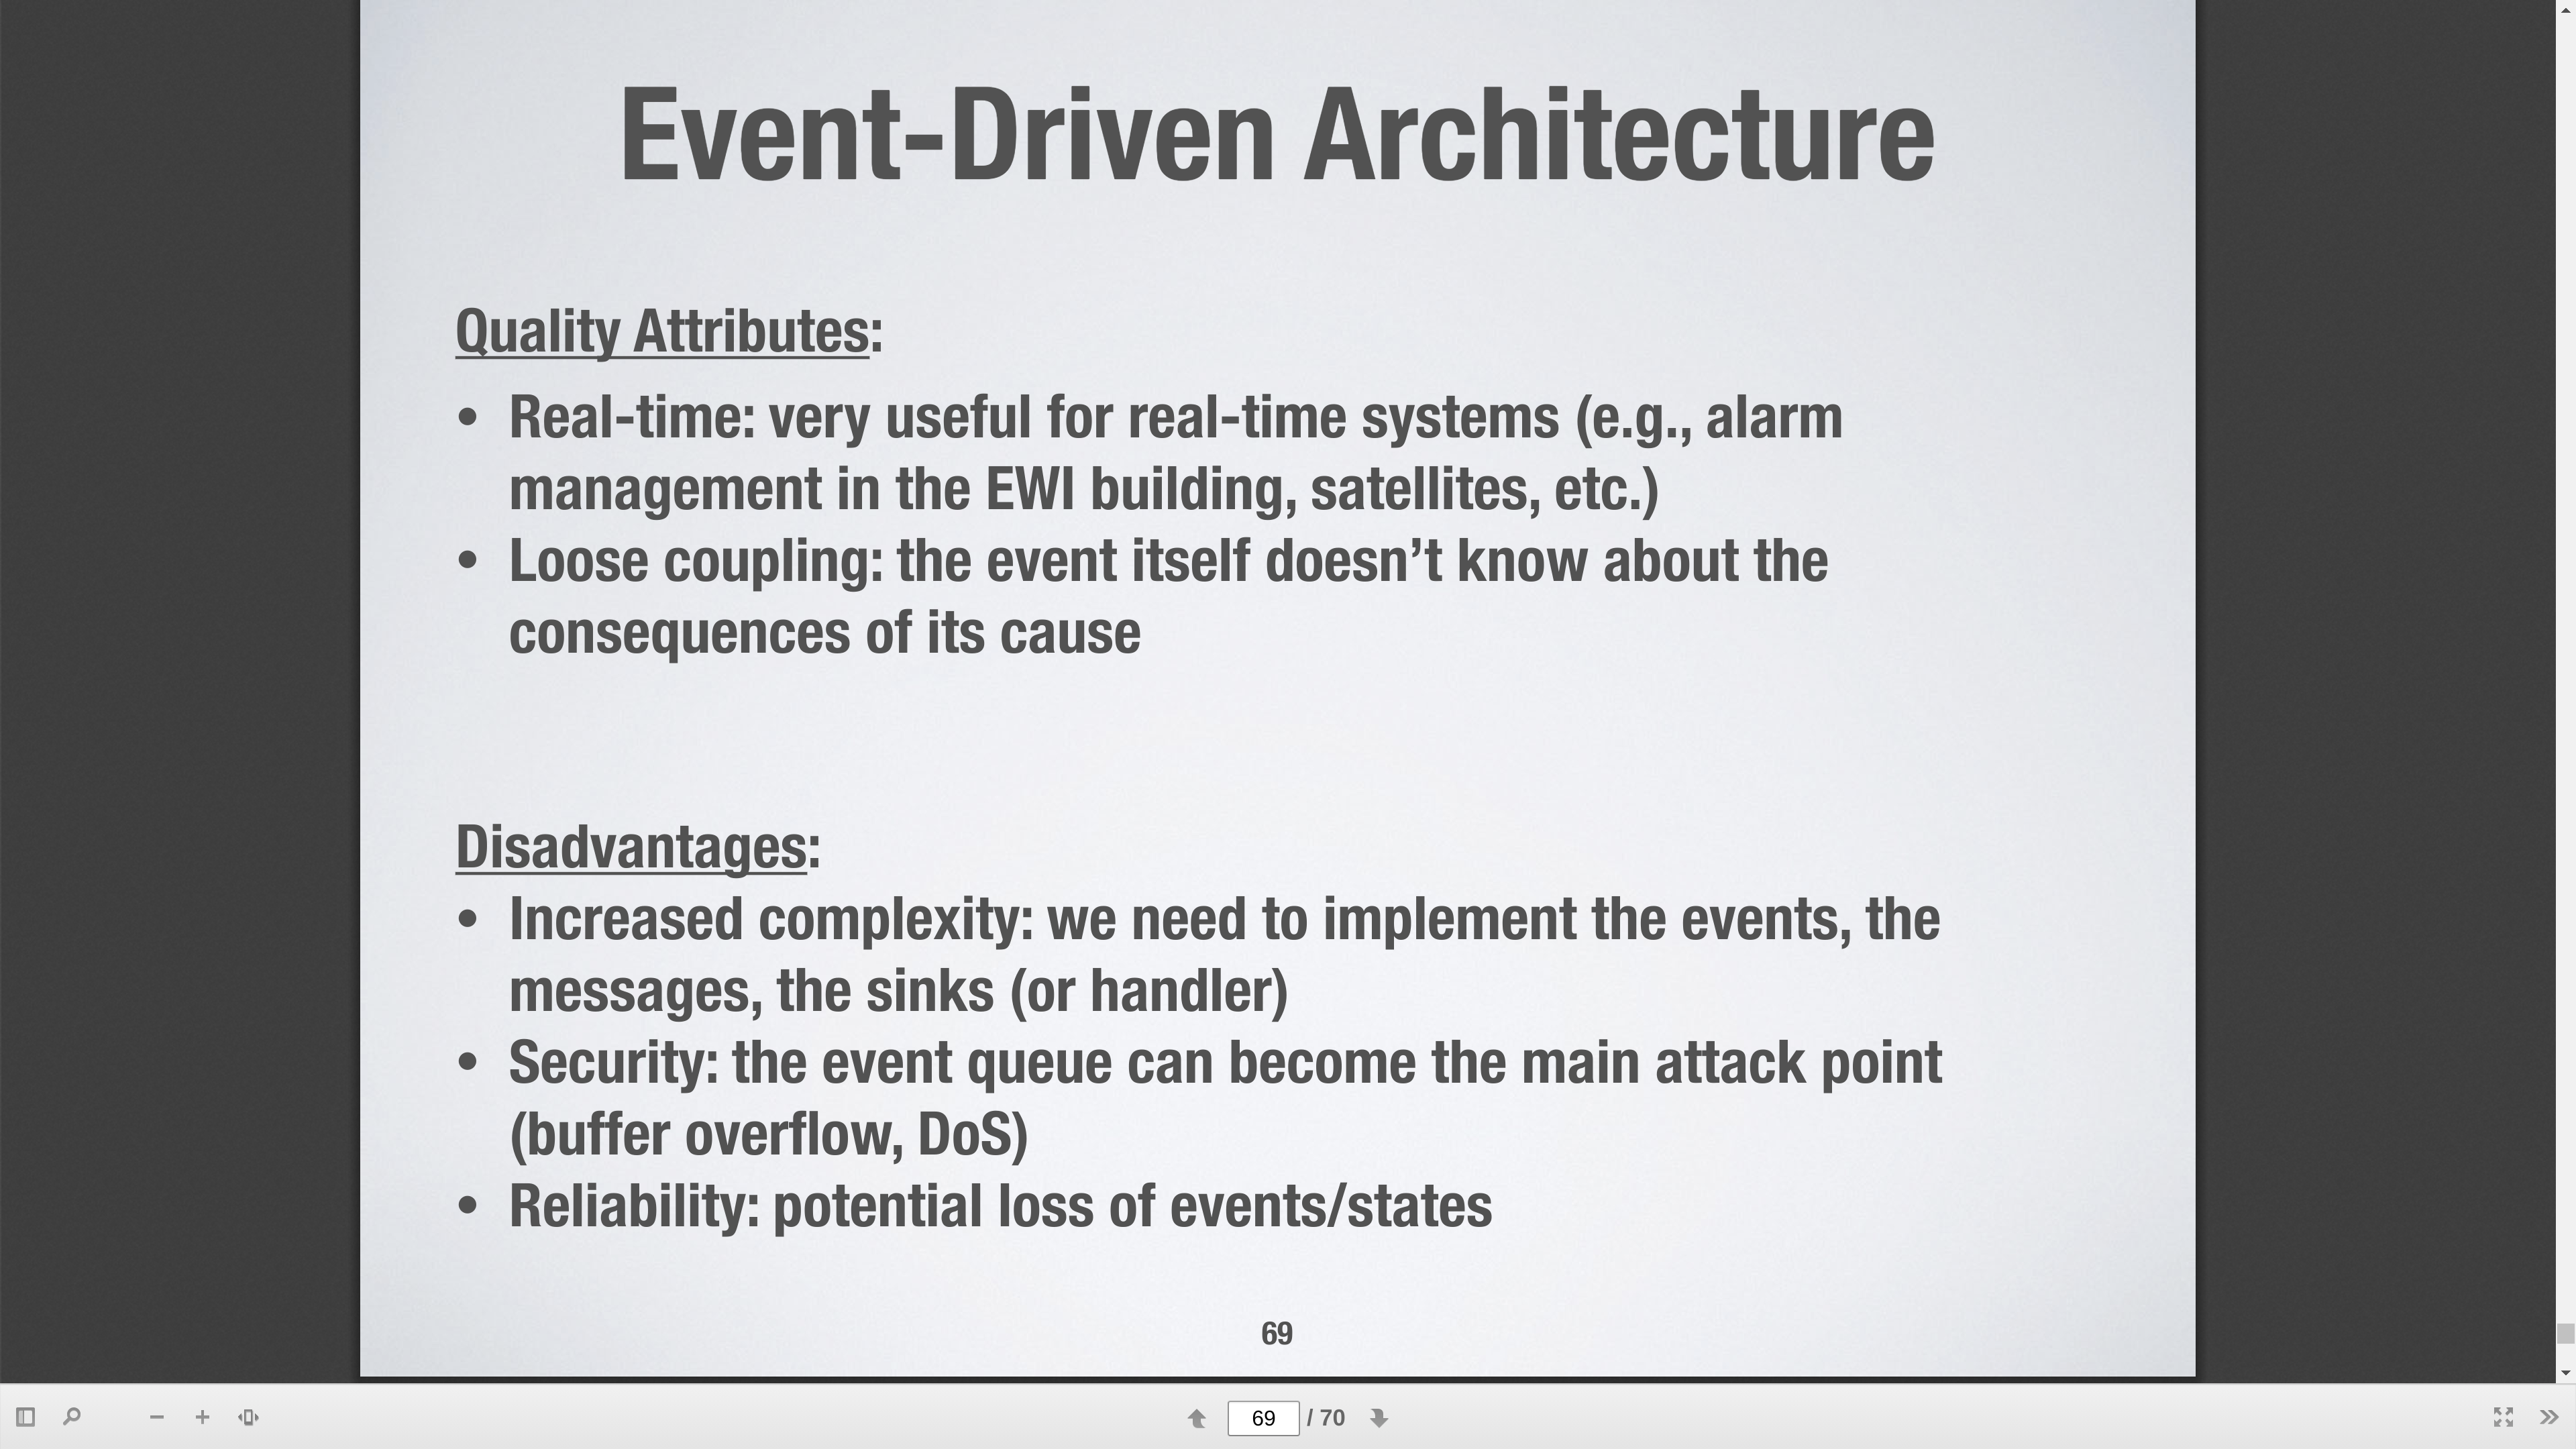 Event-Driven Architecture
Quality Attributes:
• Real-time: very useful for real-time systems (e.g., alarm
management in the EWI building, satellites, etc.)
• Loose coupling: the event itself doesn’t know about the
consequences of its cause
Disadvantages:
• Increased complexity: we need to implement the events, the
messages, the sinks (or handler)
• Security: the event queue can become the main attack point
(buffer overflow, DoS)
• Reliability: potential loss of events/states
69
69 / 70